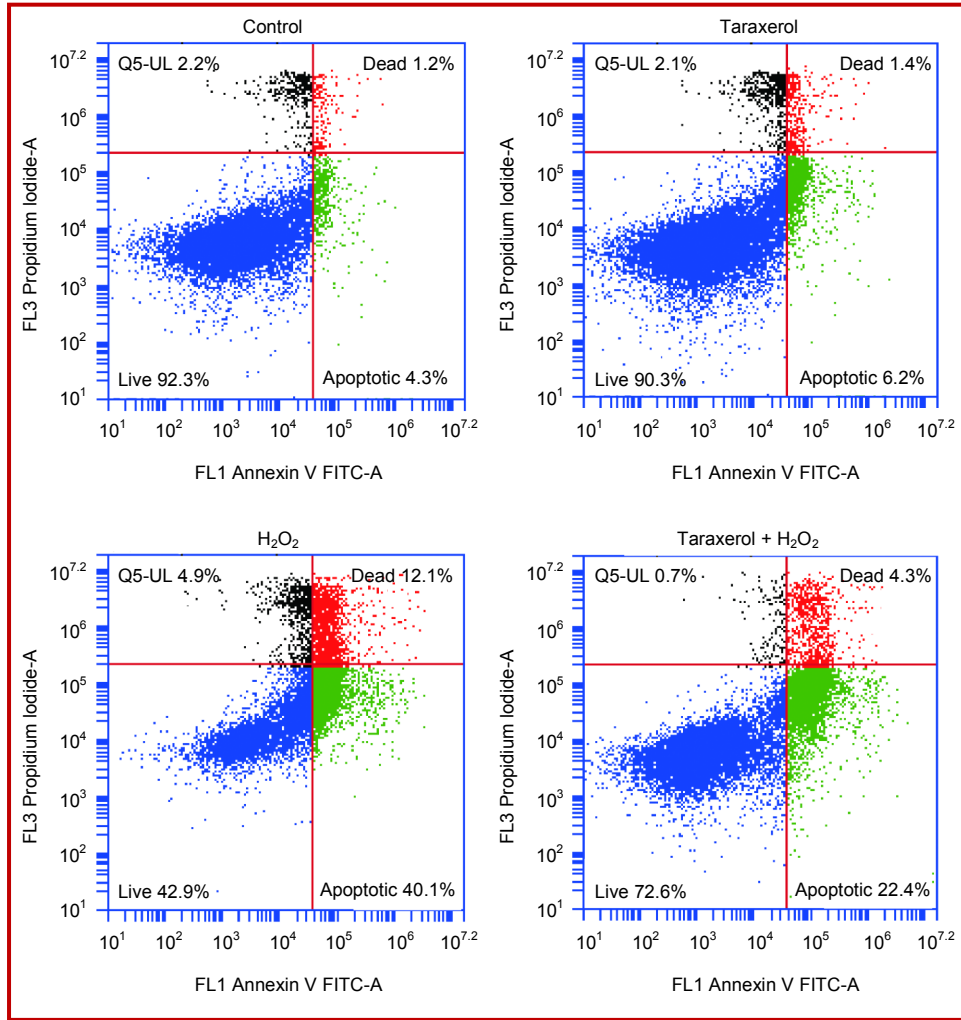 Control
Q5-UL 2.2%
Dead 1.2%
Live 92.3%
Apoptotic 4.3%
10^7.2
10^6
10^5
10^4
10^3
10^2
10^1
FL3 Propidium Iodide-A
10^1 10^2 10^3 10^4 10^5 10^6 10^7.2
FL1 Annexin V FITC-A
Taraxerol
Q5-UL 2.1%
Dead 1.4%
Live 90.3%
Apoptotic 6.2%
10^7.2
10^6
10^5
10^4
10^3
10^2
10^1
FL3 Propidium Iodide-A
10^1 10^2 10^3 10^4 10^5 10^6 10^7.2
FL1 Annexin V FITC-A
H₂O₂
Q5-UL 4.9%
Dead 12.1%
Live 42.9%
Apoptotic 40.1%
10^7.2
10^6
10^5
10^4
10^3
10^2
10^1
FL3 Propidium Iodide-A
10^1 10^2 10^3 10^4 10^5 10^6 10^7.2
FL1 Annexin V FITC-A
Taraxerol + H₂O₂
Q5-UL 0.7%
Dead 4.3%
Live 72.6%
Apoptotic 22.4%
10^7.2
10^6
10^5
10^4
10^3
10^2
10^1
FL3 Propidium Iodide-A
10^1 10^2 10^3 10^4 10^5 10^6 10^7.2
FL1 Annexin V FITC-A